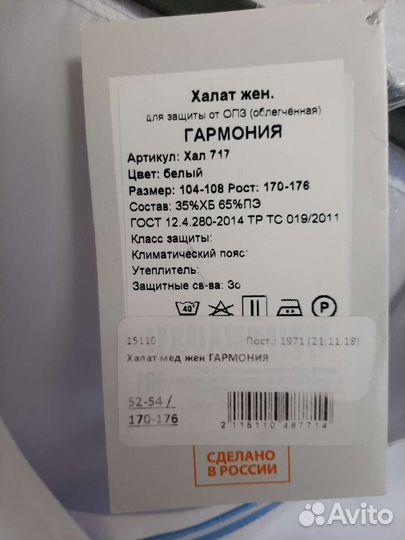 Халат жен.
для защиты от ОПЗ (облегчённая)
ГАРМОНИЯ
Артикул: Хал 717
Цвет: белый
Размер: 104-108 Рост: 170-176
Состав: 35%ХБ 65%ПЭ
ГОСТ 12.4.280-2014 ТР ТС 019/2011
Класс защиты:
Климатический пояс:
Утеплитель:
Защитные св-ва: Зо
40°
P
15110 Пост.: 1971 (21.11.18)
Халат мед жен ГАРМОНИЯ
52-54 /
170-176
2 115110 487714
СДЕЛАНО
В РОССИИ
Avito